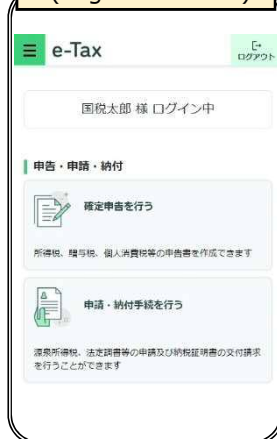 e-Tax
ログアウト
国税太郎 様 ログイン中
申告・申請・納付
確定申告を行う
所得税、贈与税、個人消費税等の申告書を作成できます
申請・納付手続を行う
源泉所得税、法定調書等の申請及び納税証明書の交付請求
を行うことができます